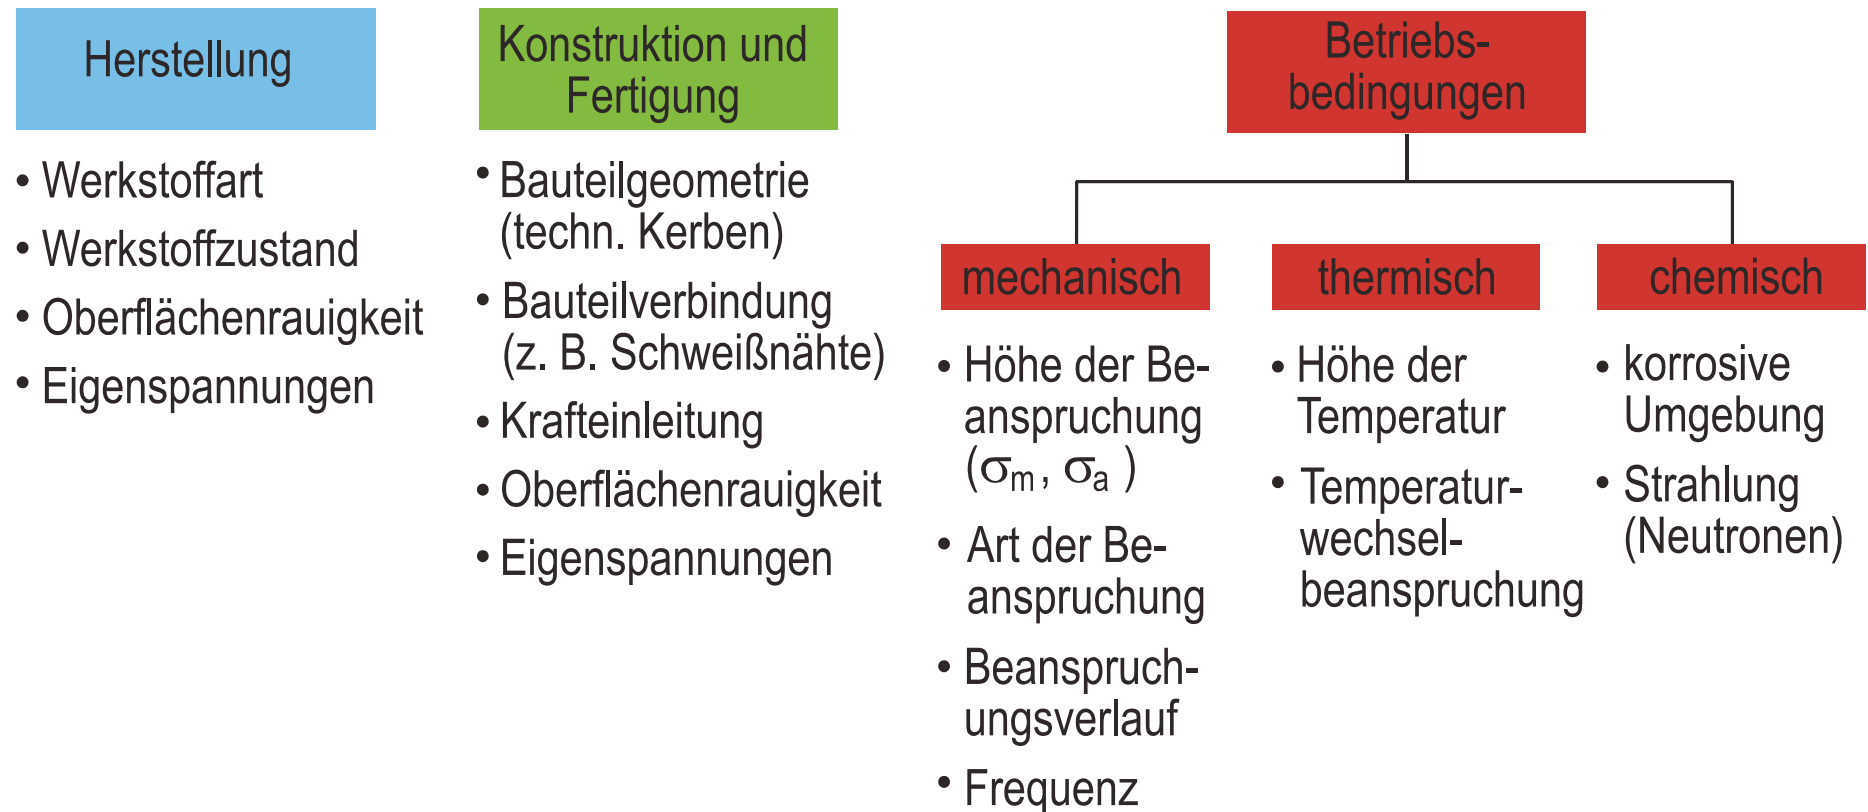 Herstellung
• Werkstoffart
• Werkstoffzustand
• Oberflächenrauigkeit
• Eigenspannungen
Konstruktion und
Fertigung
• Bauteilgeometrie
(techn. Kerben)
• Bauteilverbindung
(z. B. Schweißnähte)
• Krafteinleitung
• Oberflächenrauigkeit
• Eigenspannungen
Betriebs-
bedingungen
mechanisch
• Höhe der Be-
anspruchung
(σm, σa )
• Art der Be-
anspruchung
• Beanspruch-
ungsverlauf
• Frequenz
thermisch
• Höhe der
Temperatur
• Temperatur-
wechsel-
beanspruchung
chemisch
• korrosive
Umgebung
• Strahlung
(Neutronen)